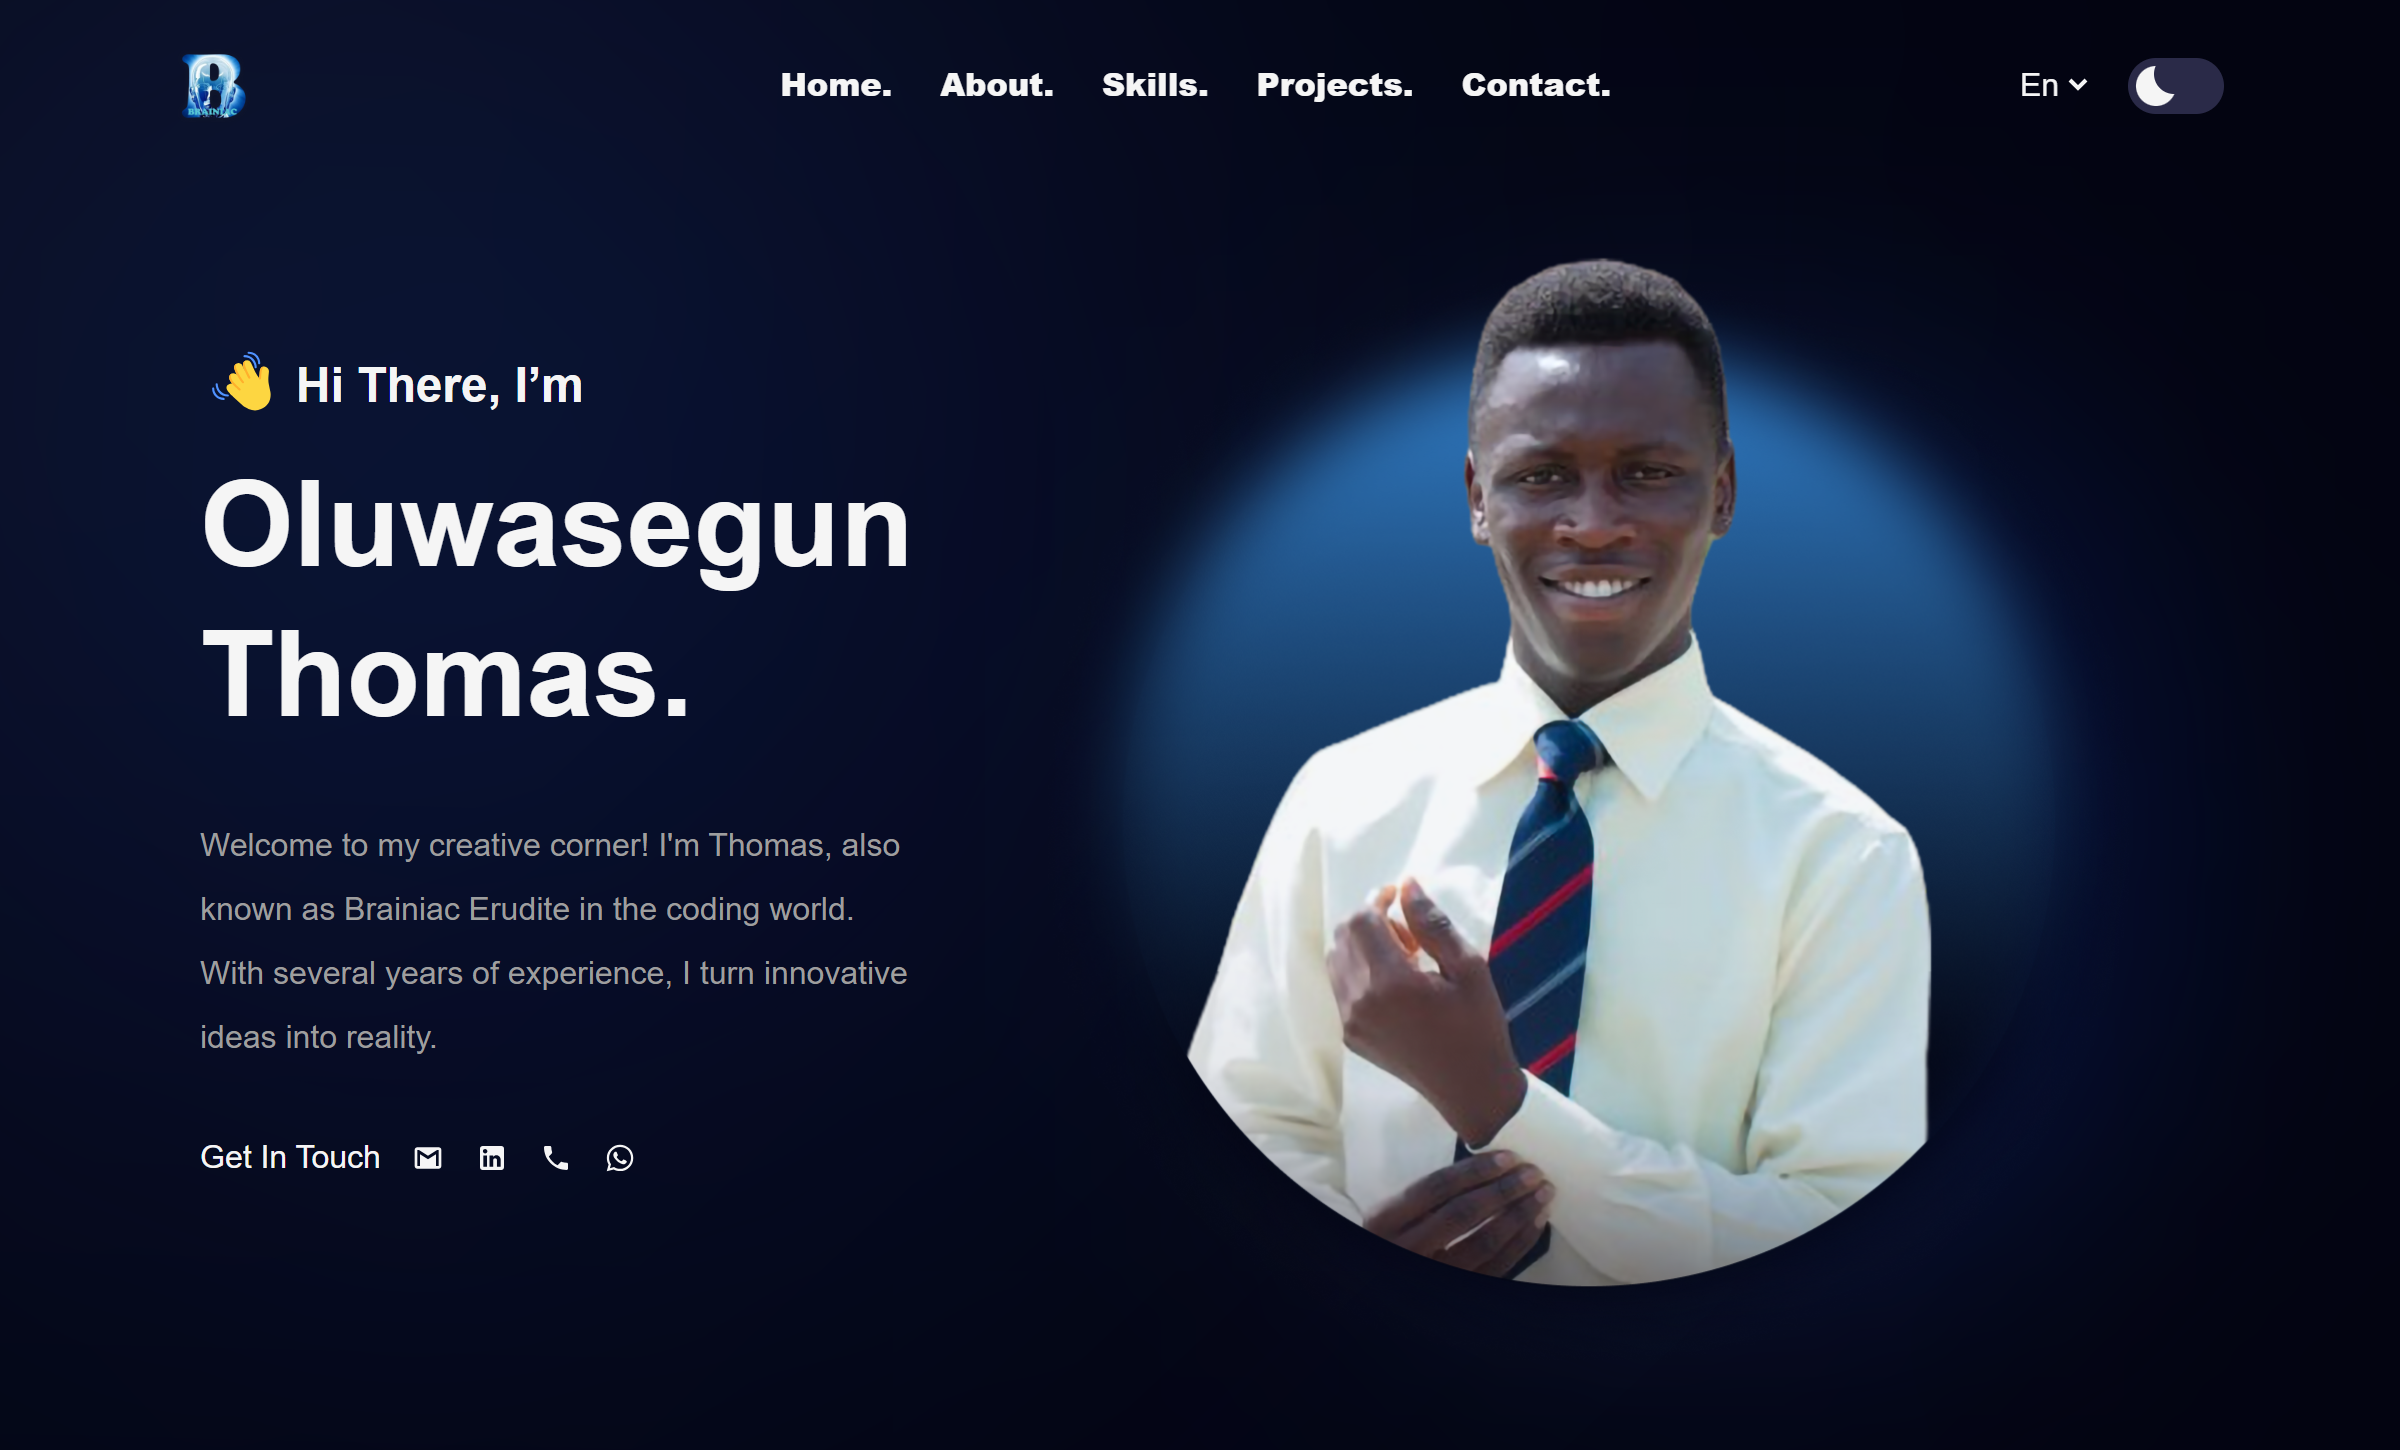 BRAINIAC
Home. About. Skills. Projects. Contact. En
Hi There, I’m
Oluwasegun
Thomas.
Welcome to my creative corner! I'm Thomas, also
known as Brainiac Erudite in the coding world.
With several years of experience, I turn innovative
ideas into reality.
Get In Touch